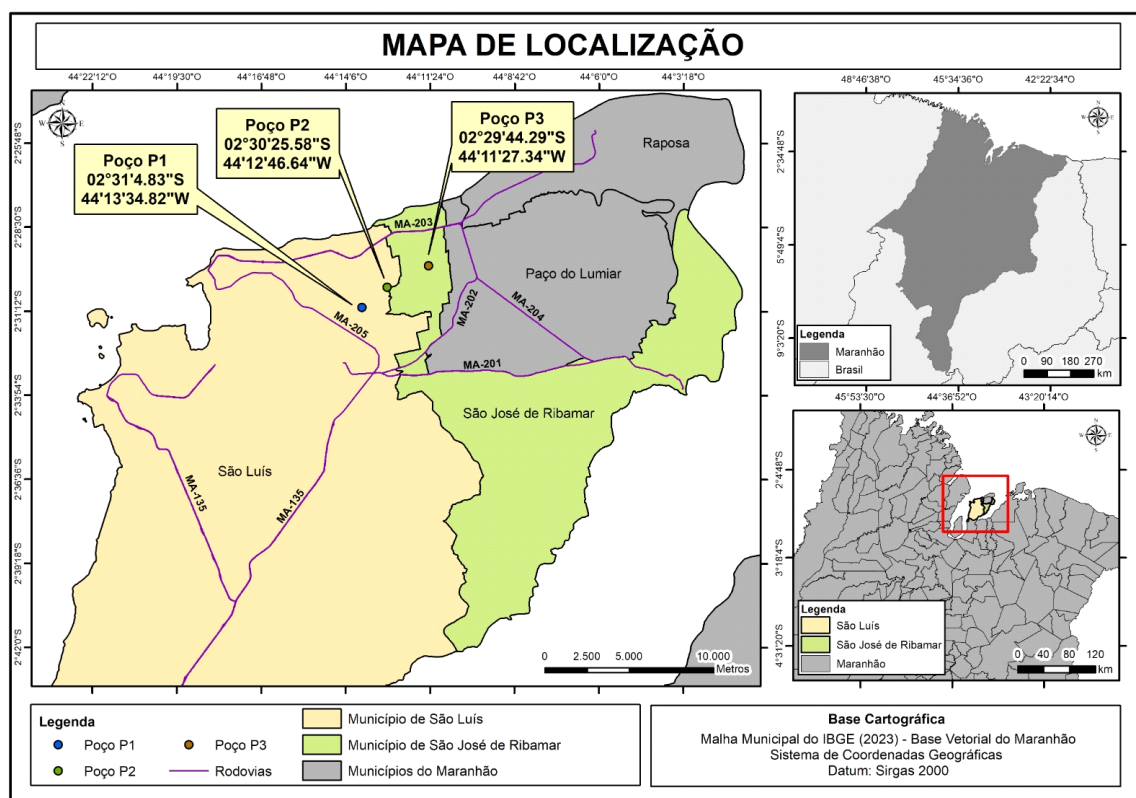 MAPA DE LOCALIZAÇÃO
44°22'12"O
44°19'30"O
44°16'48"O
44°14'6"O
44°11'24"O
44°8'42"O
44°6'0"O
44°3'18"O
2°25'48"S
2°28'30"S
2°31'12"S
2°33'54"S
2°36'36"S
2°39'18"S
2°42'0"S
W E
S
Poço P1
02°31'4.83"S
44°13'34.82"W
Poço P2
02°30'25.58"S
44°12'46.64"W
Poço P3
02°29'44.29"S
44°11'27.34"W
Raposa
MA-203
Paço do Lumiar
MA-202
MA-204
MA-205
MA-201
São José de Ribamar
São Luís
MA-135
MA-135
0 2.500 5.000 10.000
Metros
48°46'38"O
45°34'36"O
42°22'34"O
2°34'48"S
5°49'4"S
9°3'20"S
Legenda
Maranhão
Brasil
0 90 180 270
km
45°53'30"O
44°36'52"O
43°20'14"O
2°4'48"S
3°18'4"S
4°31'20"S
Legenda
São Luís
São José de Ribamar
Maranhão
0 40 80 120
km
Legenda
Poço P1
Poço P2
Poço P3
Rodovias
Município de São Luís
Município de São José de Ribamar
Municípios do Maranhão
Base Cartográfica
Malha Municipal do IBGE (2023) - Base Vetorial do Maranhão
Sistema de Coordenadas Geográficas
Datum: Sirgas 2000